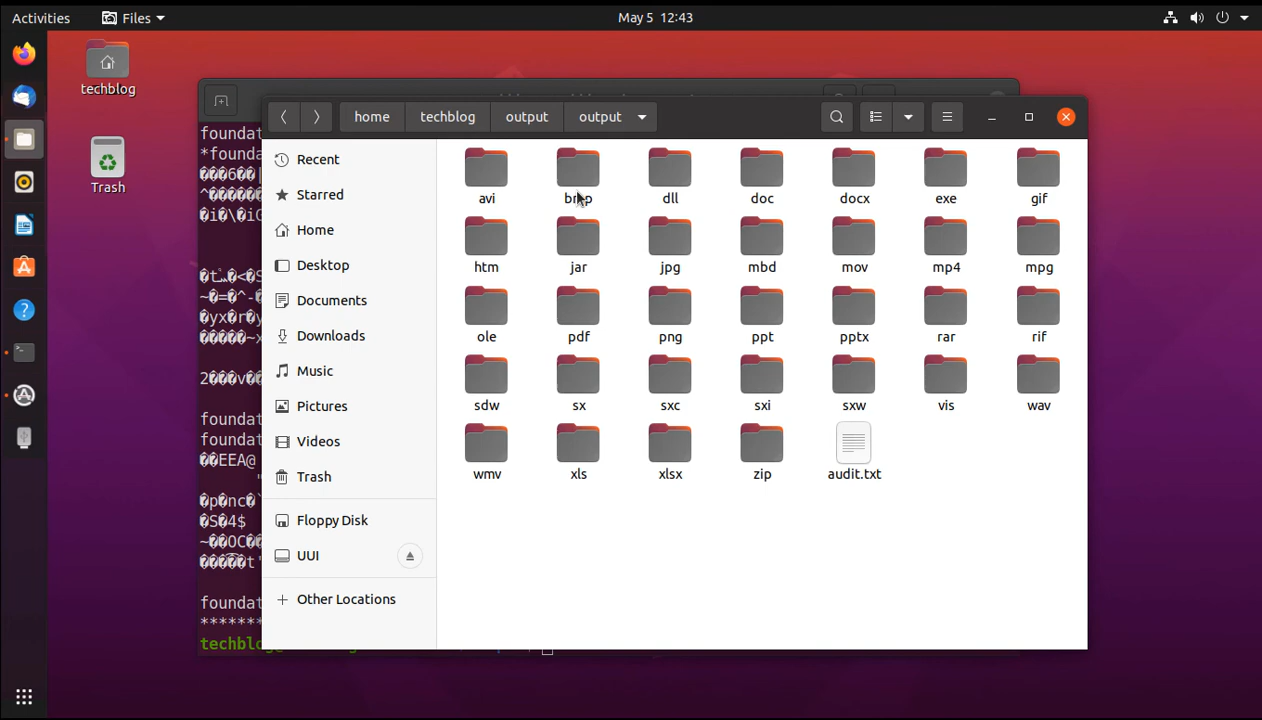 Activities Files May 5 12:43
techblog
Trash
home techblog output output
Recent
Starred
Home
Desktop
Documents
Downloads
Music
Pictures
Videos
Trash
Floppy Disk
UUI
Other Locations
avi bmp dll doc docx exe gif
htm jar jpg mbd mov mp4 mpg
ole pdf png ppt pptx rar rif
sdw sx sxc sxi sxw vis wav
wmv xls xlsx zip audit.txt
foundat
*founda
foundat
foundat
��EEA@
foundat
*******